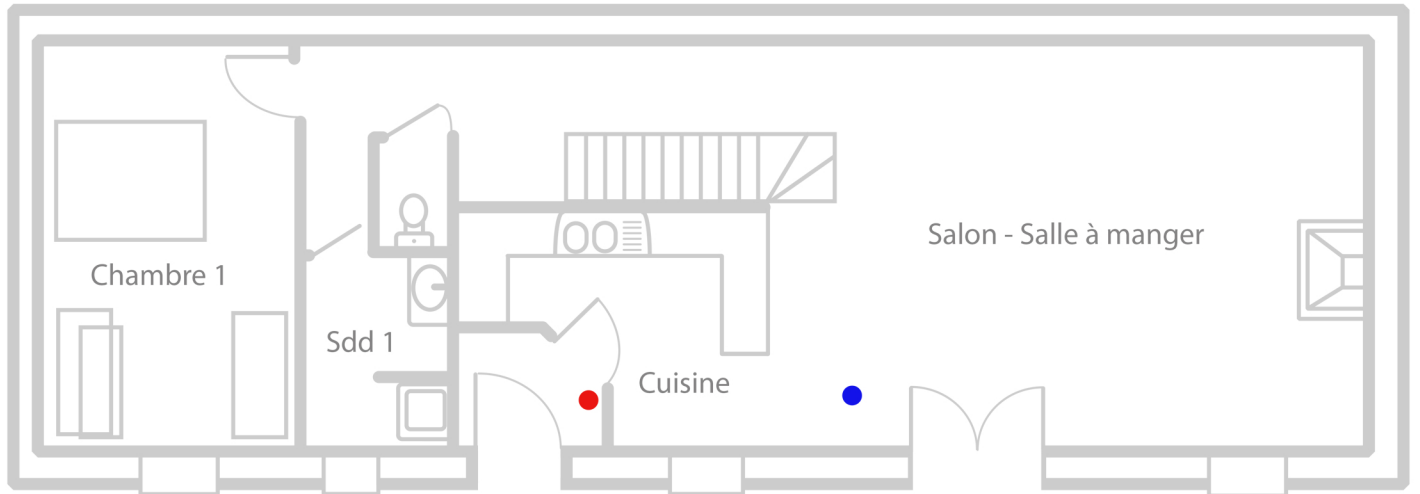 Salon - Salle à manger
Chambre 1
Sdd 1
Cuisine